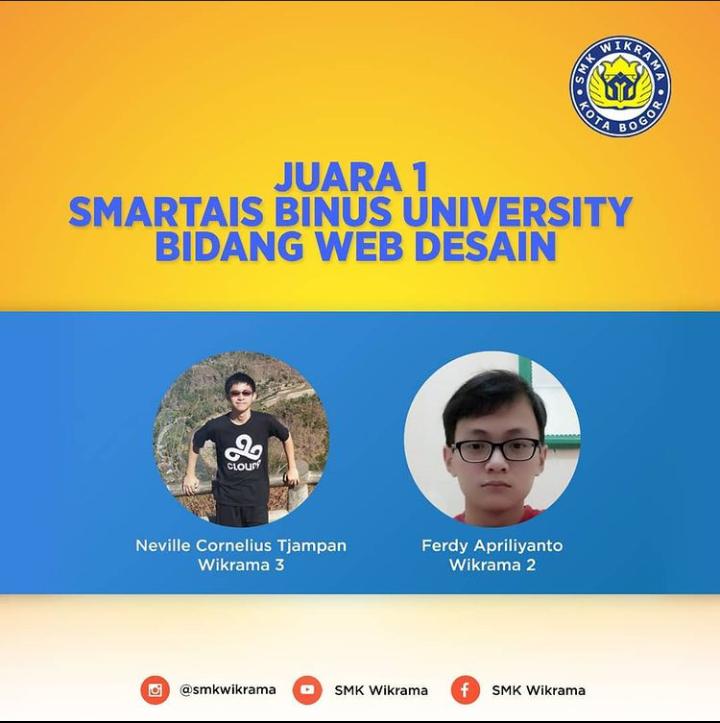 SMK WIKRAMA
KOTA BOGOR
JUARA 1
SMARTAIS BINUS UNIVERSITY
BIDANG WEB DESAIN
CLOUD9
Neville Cornelius Tjampan
Wikrama 3
Ferdy Apriliyanto
Wikrama 2
@smkwikrama
SMK Wikrama
SMK Wikrama